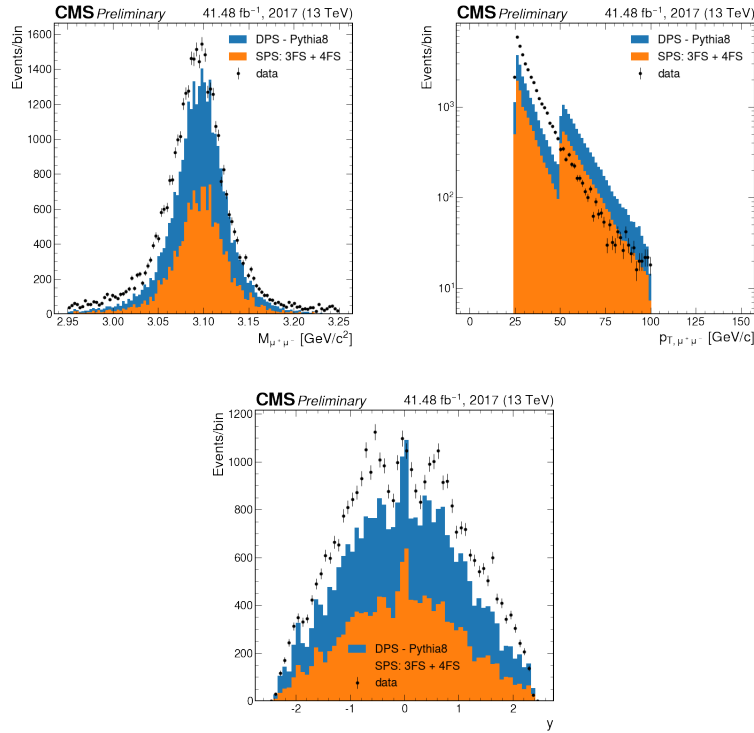 CMS Preliminary 41.48 fb⁻¹, 2017 (13 TeV)
Events/bin
1600
1400
1200
1000
800
600
400
200
0
DPS - Pythia8
SPS: 3FS + 4FS
data
2.95 3.00 3.05 3.10 3.15 3.20 3.25
M_μ⁺μ⁻ [GeV/c²]
CMS Preliminary 41.48 fb⁻¹, 2017 (13 TeV)
Events/bin
10³
10²
10¹
DPS - Pythia8
SPS: 3FS + 4FS
data
0 25 50 75 100 125 150
p_T, μ⁺μ⁻ [GeV/c]
CMS Preliminary 41.48 fb⁻¹, 2017 (13 TeV)
Events/bin
1200
1000
800
600
400
200
0
DPS - Pythia8
SPS: 3FS + 4FS
data
-2 -1 0 1 2
y